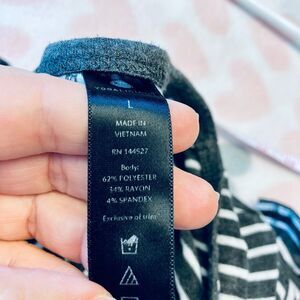 L
MADE IN
VIETNAM
RN 144527
Body:
62% POLYESTER
34% RAYON
4% SPANDEX
Exclusive of trim